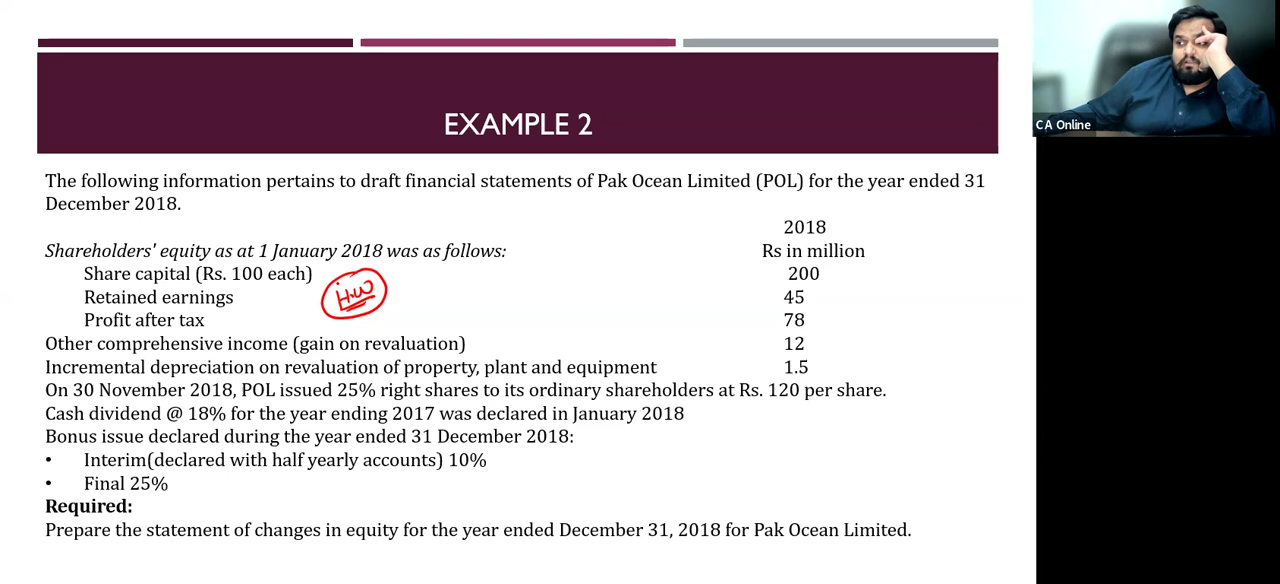 EXAMPLE 2
C A Online
The following information pertains to draft financial statements of Pak Ocean Limited (POL) for the year ended 31
December 2018.
2018
Shareholders' equity as at 1 January 2018 was as follows: Rs in million
Share capital (Rs. 100 each) 200
H.W
Retained earnings 45
Profit after tax 78
Other comprehensive income (gain on revaluation) 12
Incremental depreciation on revaluation of property, plant and equipment 1.5
On 30 November 2018, POL issued 25% right shares to its ordinary shareholders at Rs. 120 per share.
Cash dividend @ 18% for the year ending 2017 was declared in January 2018
Bonus issue declared during the year ended 31 December 2018:
• Interim(declared with half yearly accounts) 10%
• Final 25%
Required:
Prepare the statement of changes in equity for the year ended December 31, 2018 for Pak Ocean Limited.